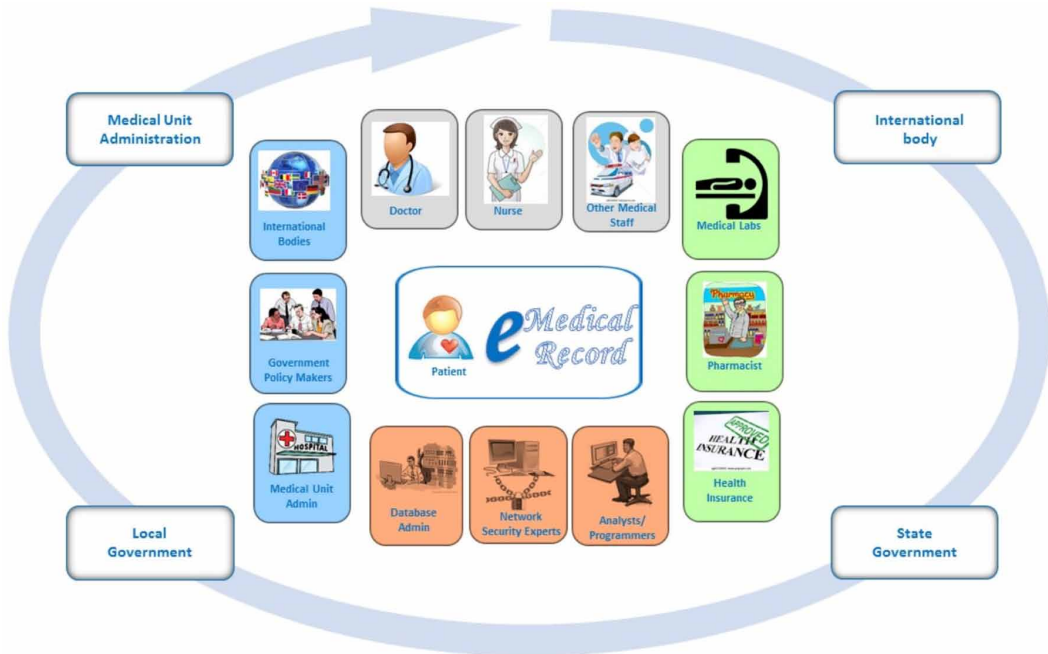 Medical Unit
Administration
International
body
International
Bodies
Doctor
Nurse
Other Medical
Staff
Medical Labs
Government
Policy Makers
Patient
e Medical
Record
Pharmacy
Pharmacist
HOSPITAL
Medical Unit
Admin
Database
Admin
Network
Security Experts
Analysts/
Programmers
APPROVED
HEALTH
INSURANCE
Health
Insurance
Local
Government
State
Government